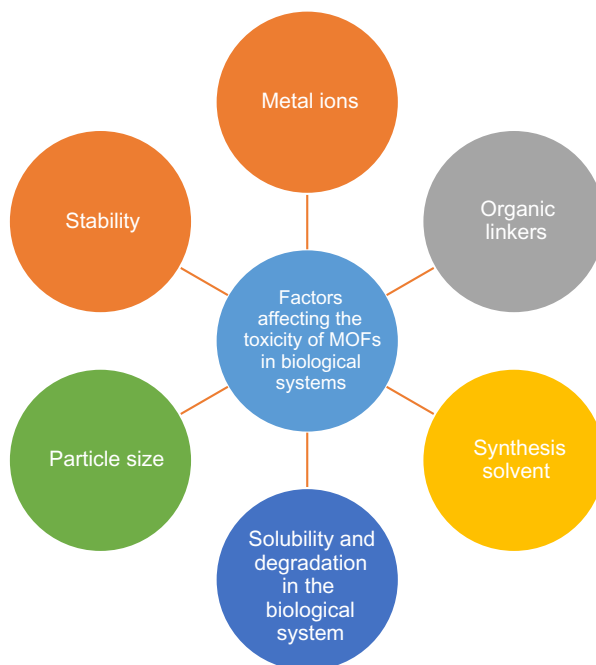 Metal ions
Organic
linkers
Synthesis
solvent
Solubility and
degradation
in the
biological
system
Particle size
Stability
Factors
affecting the
toxicity of MOFs
in biological
systems